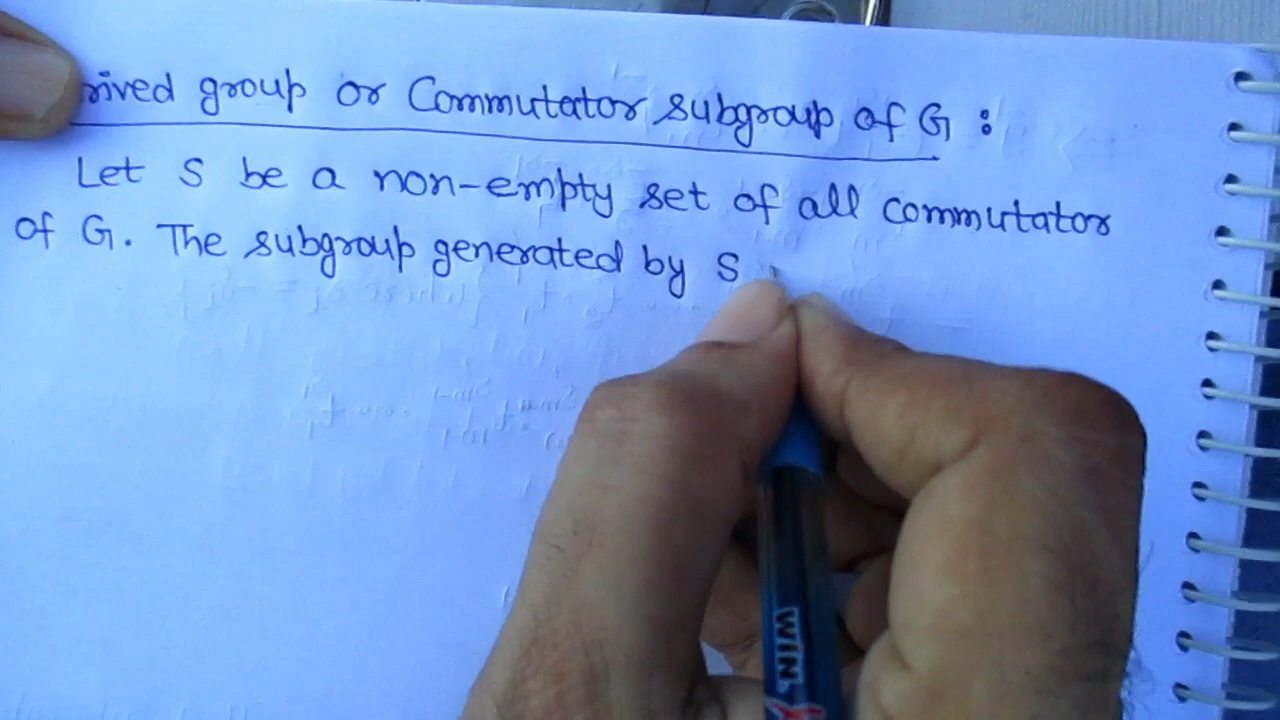 rived group or Commutator subgroup of G :
Let S be a non-empty set of all commutator
of G. The subgroup generated by S
WIN